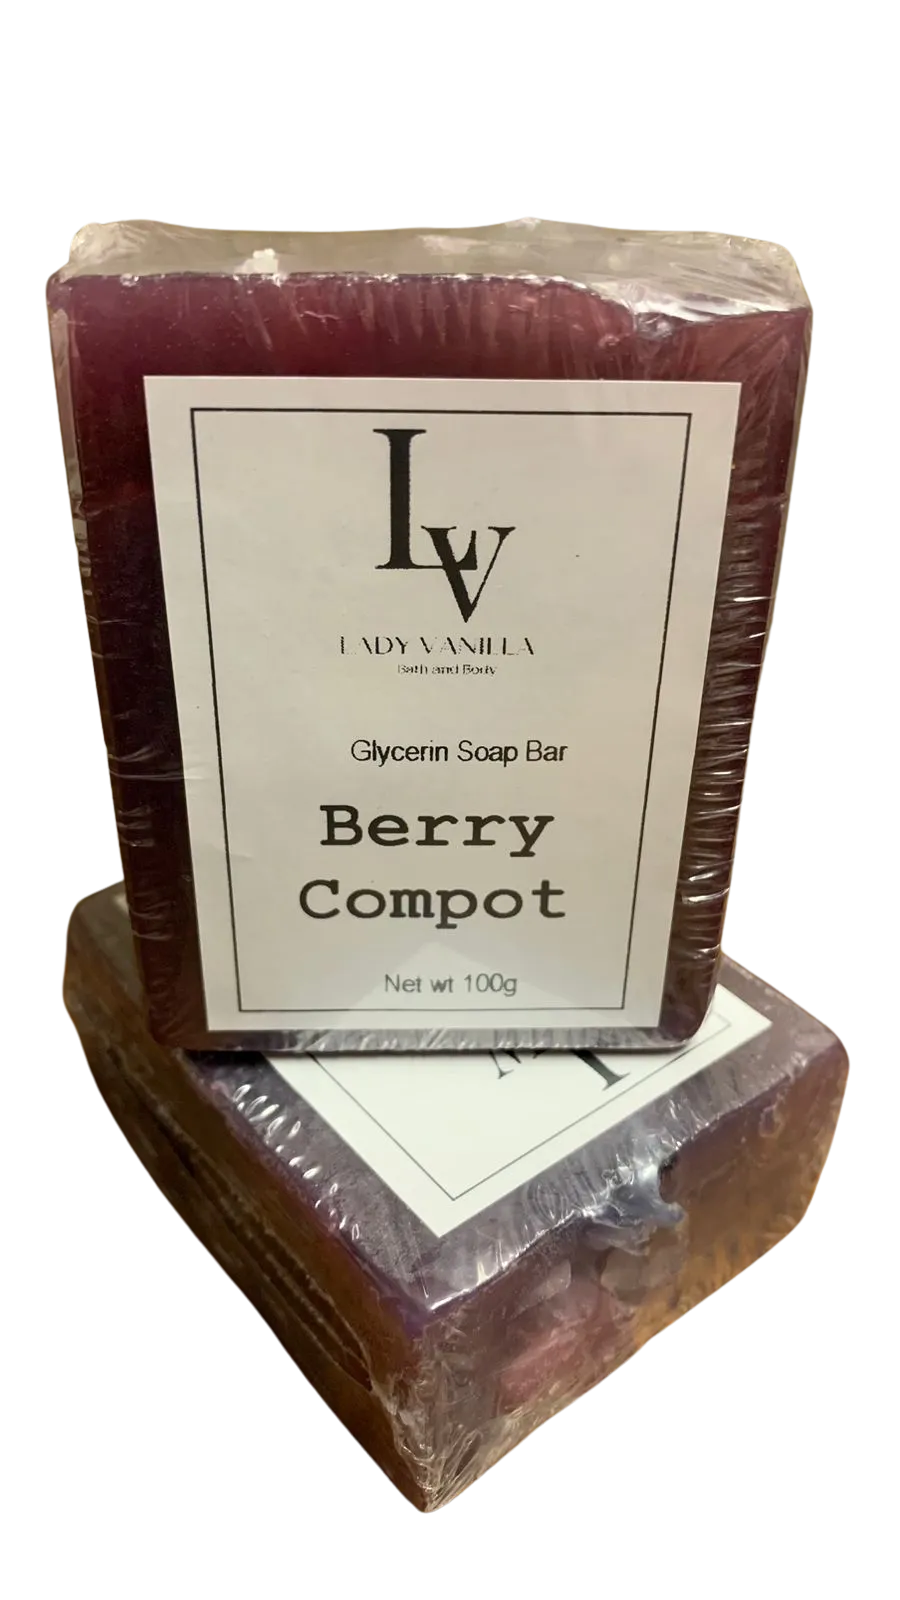 LV
LADY VANILLA
Bath and Body
Glycerin Soap Bar
Berry
Compot
Net wt 100g